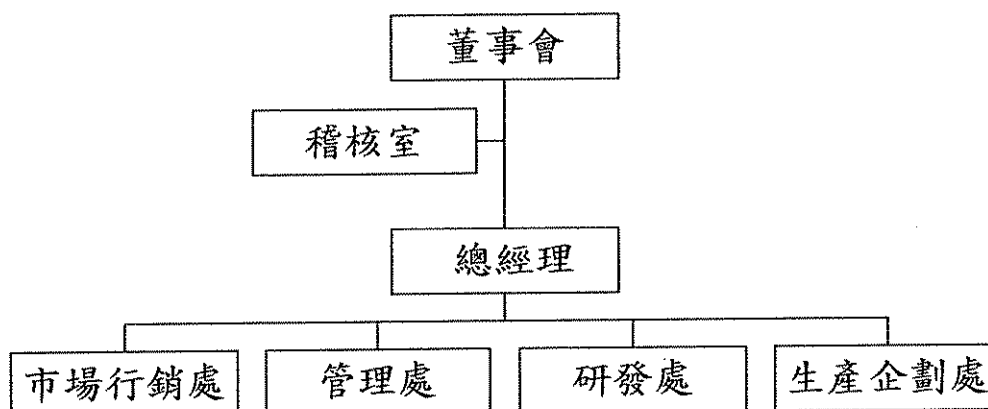 董事會
稽核室
總經理
市場行銷處
管理處
研發處
生產企劃處